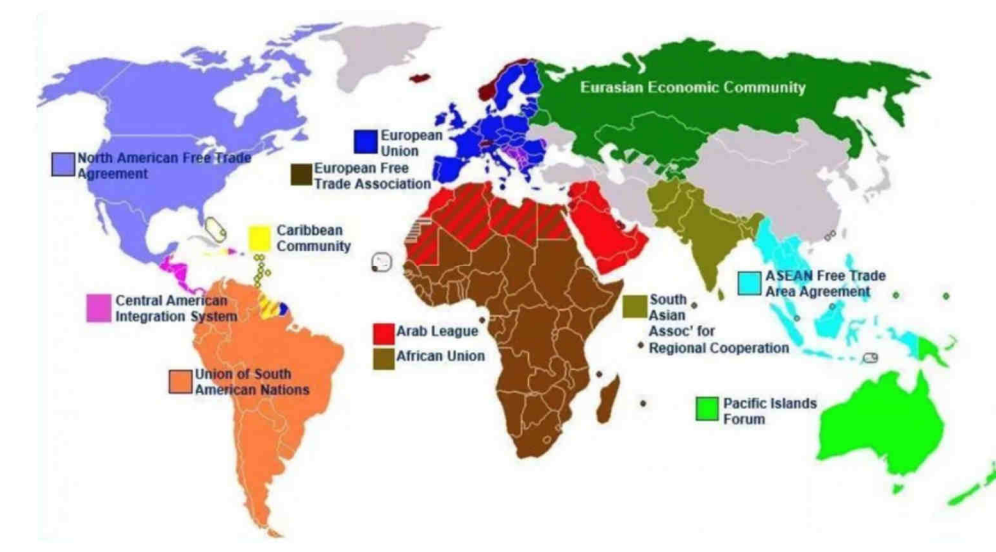 Eurasian Economic Community
European
Union
North American Free Trade
Agreement
European Free
Trade Association
Caribbean
Community
ASEAN Free Trade
Area Agreement
Central American
Integration System
South
Asian
Assoc' for
Regional Cooperation
Arab League
African Union
Union of South
American Nations
Pacific Islands
Forum